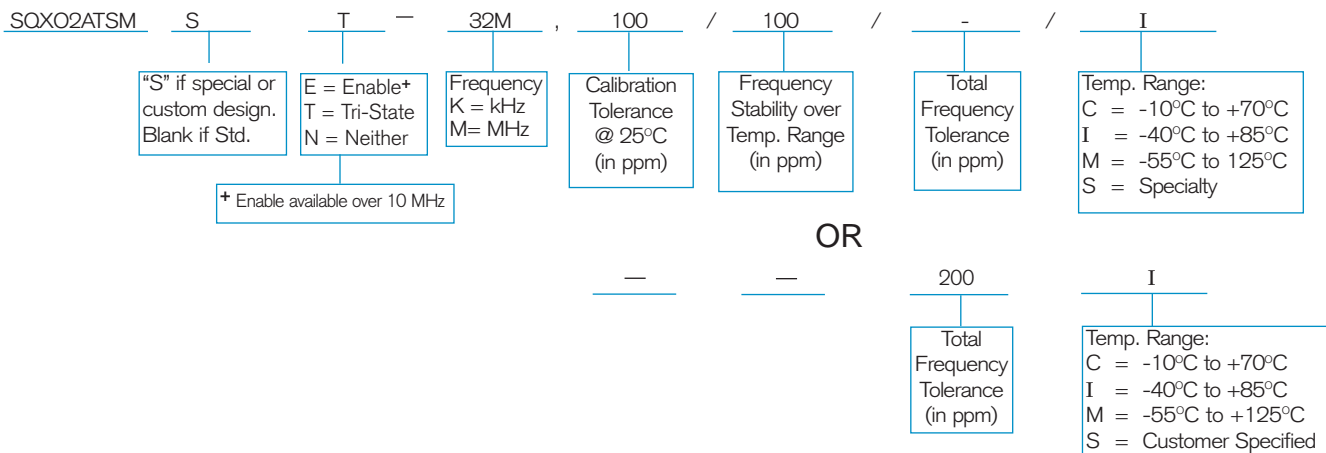 SQXO2ATSM S T — 32M , 100 / 100 / - / I
"S" if special or
custom design.
Blank if Std.
E = Enable+
T = Tri-State
N = Neither
+ Enable available over 10 MHz
Frequency
K = kHz
M= MHz
Calibration
Tolerance
@ 25°C
(in ppm)
Frequency
Stability over
Temp. Range
(in ppm)
Total
Frequency
Tolerance
(in ppm)
Temp. Range:
C = -10°C to +70°C
I = -40°C to +85°C
M = -55°C to 125°C
S = Specialty
OR
— — 200 I
Total
Frequency
Tolerance
(in ppm)
Temp. Range:
C = -10°C to +70°C
I = -40°C to +85°C
M = -55°C to +125°C
S = Customer Specified